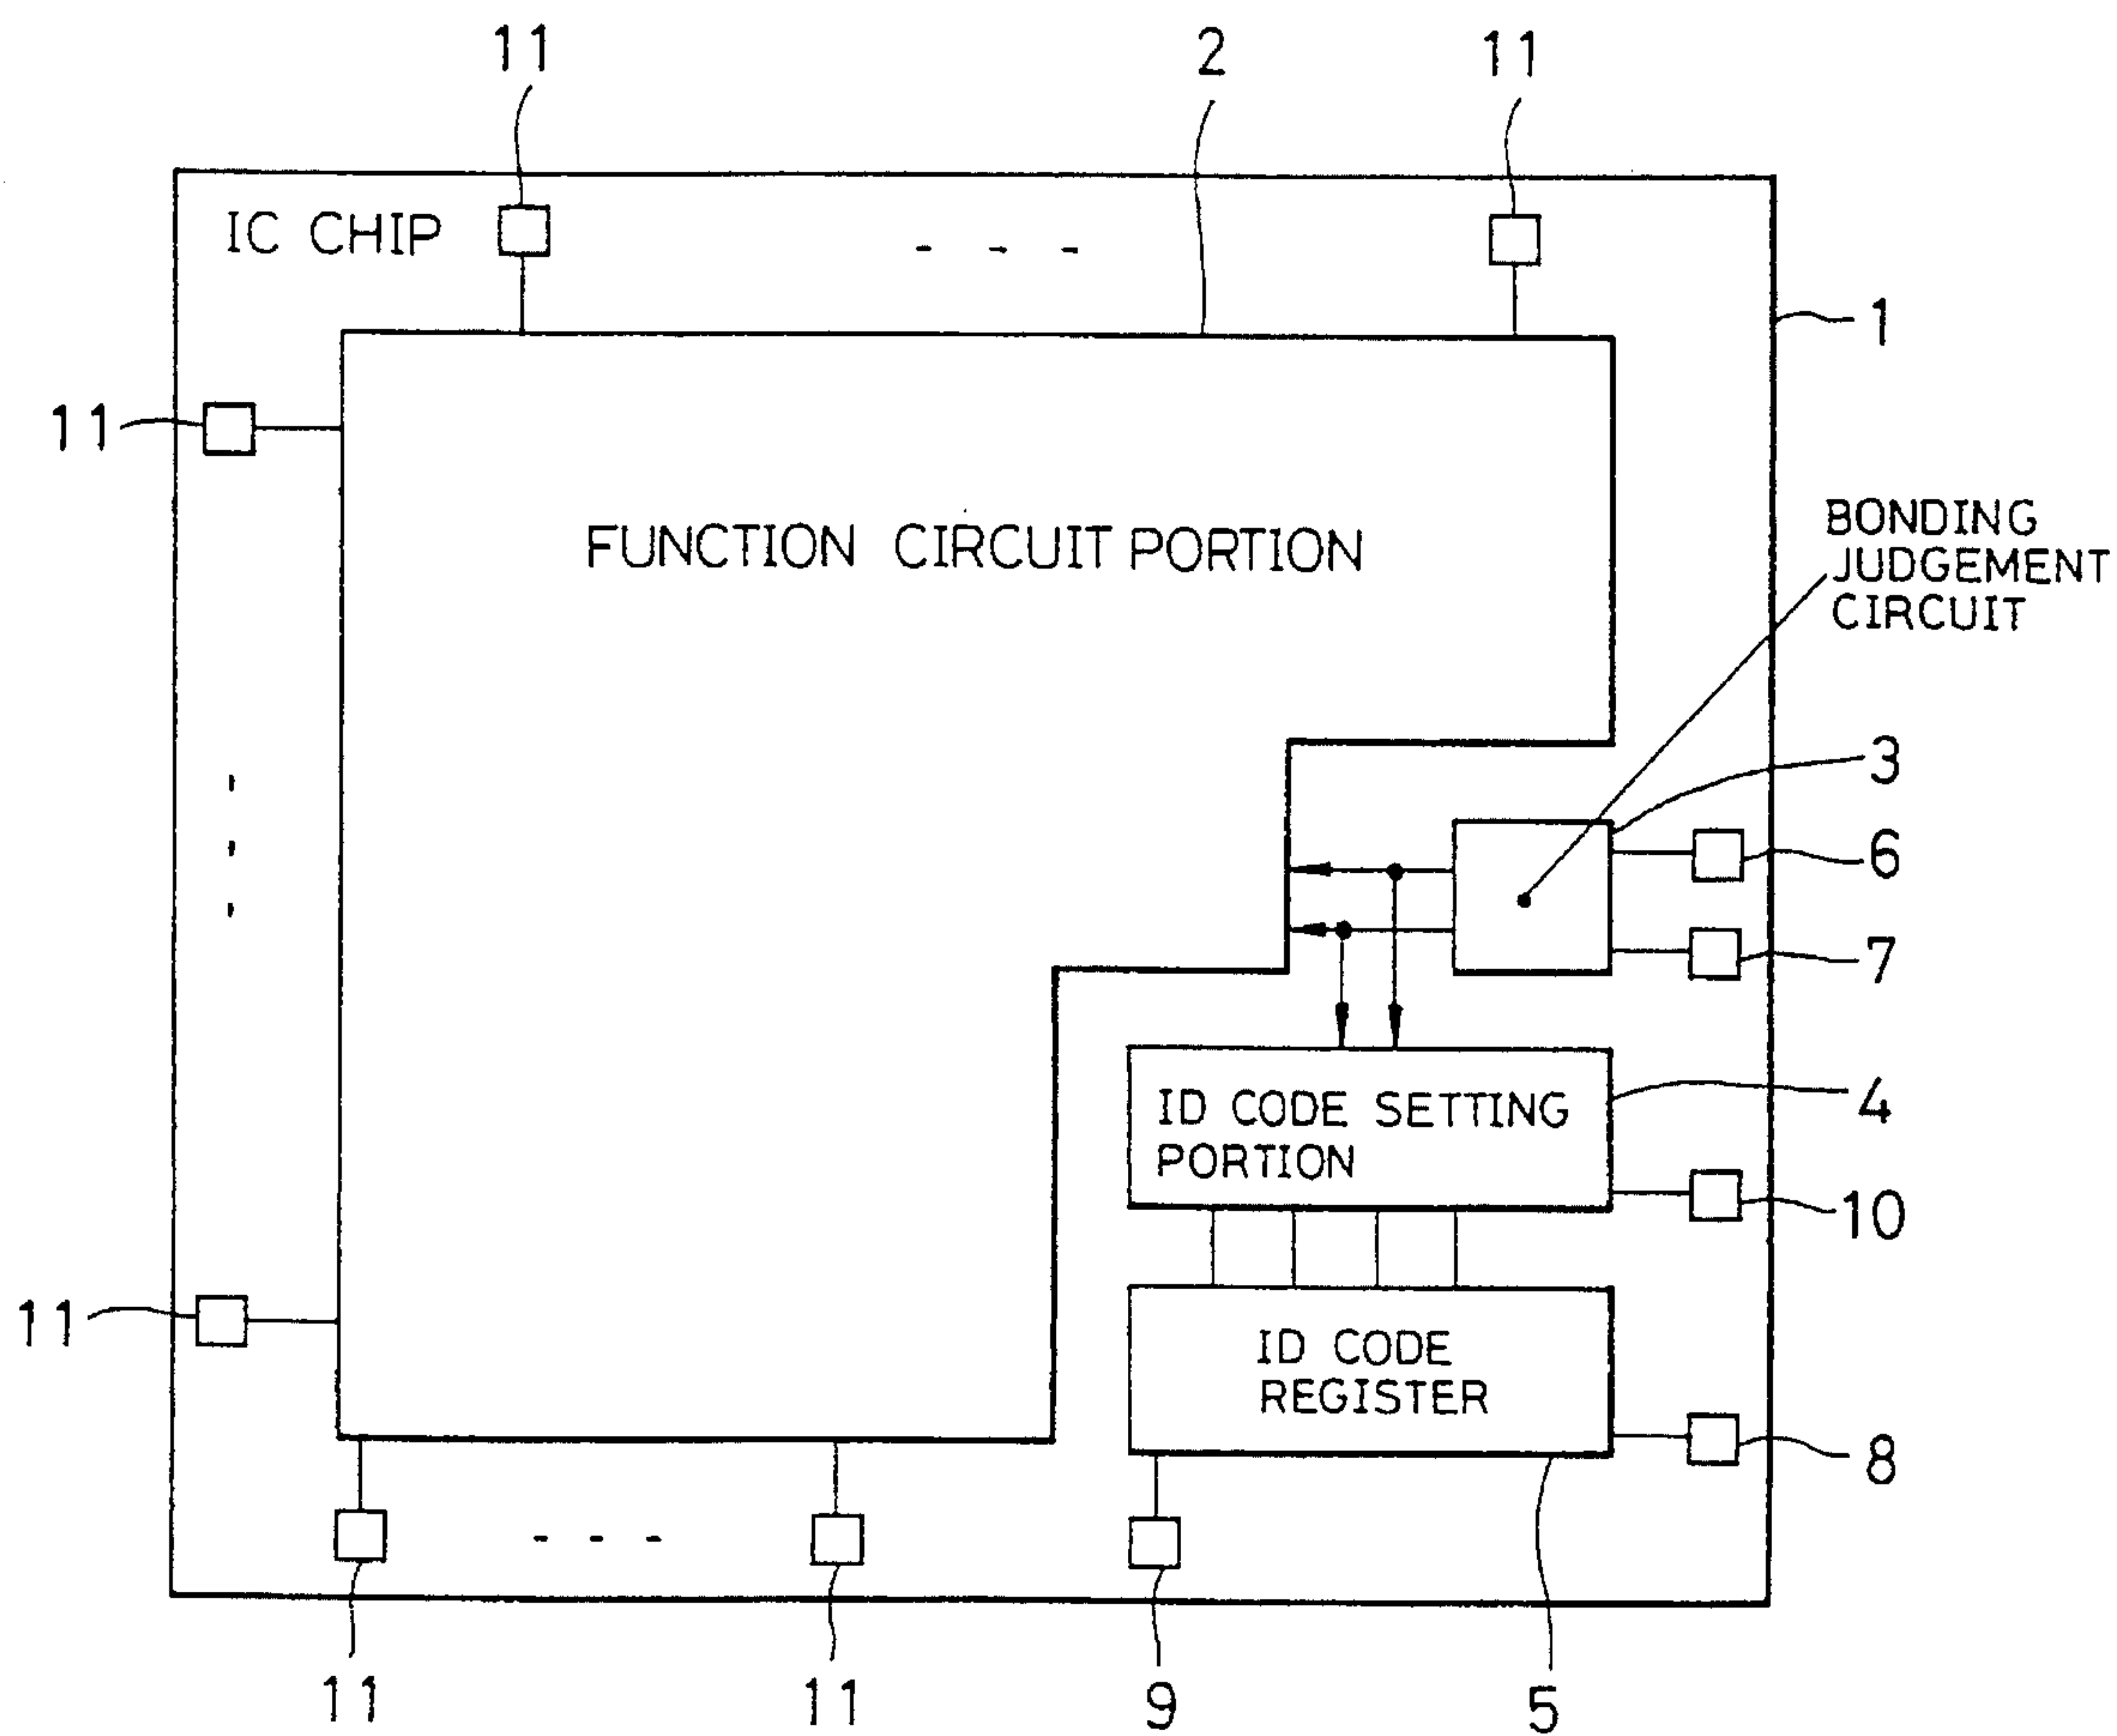 11
2
11
IC CHIP
1
11
FUNCTION CIRCUIT PORTION
BONDING
JUDGEMENT
CIRCUIT
3
6
7
ID CODE SETTING
PORTION
4
10
11
ID CODE
REGISTER
8
11
11
9
5